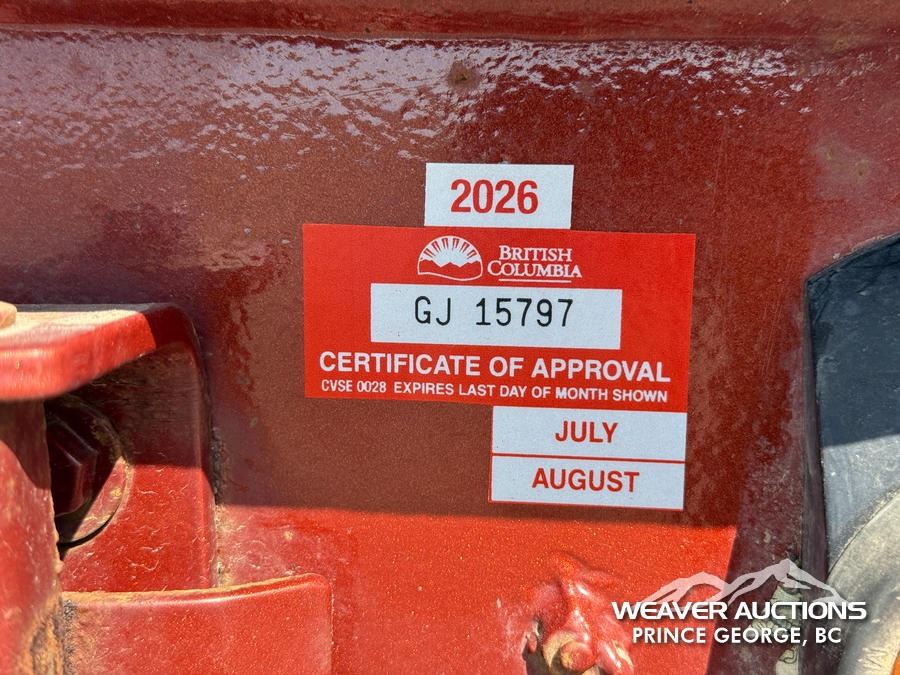 2026
BRITISH
COLUMBIA
GJ 15797
CERTIFICATE OF APPROVAL
CVSE 0028 EXPIRES LAST DAY OF MONTH SHOWN
JULY
AUGUST
WEAVER AUCTIONS
PRINCE GEORGE, BC